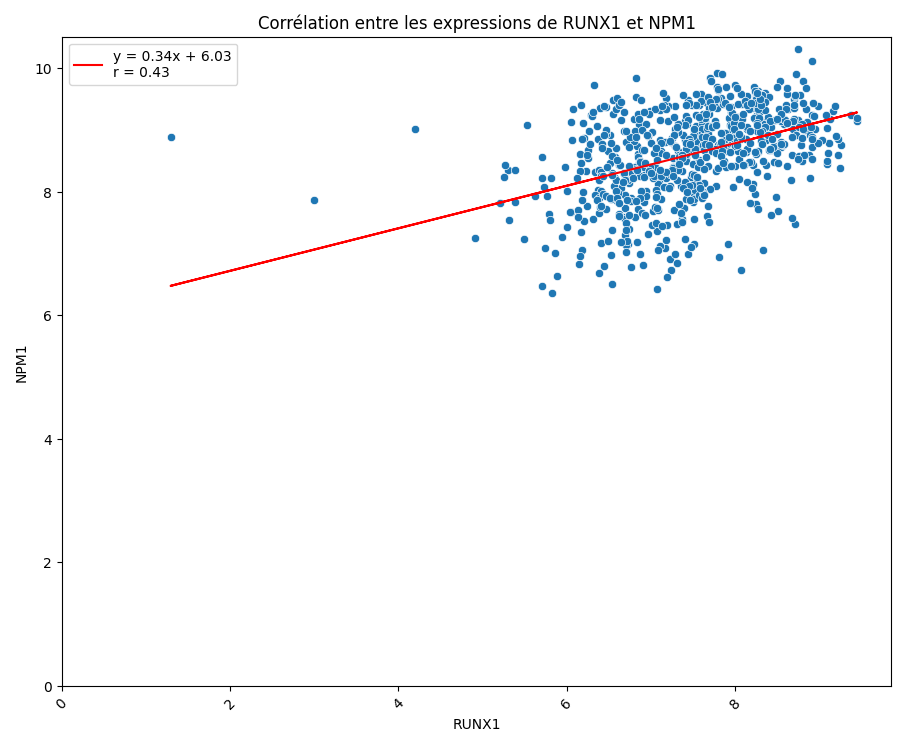 Corrélation entre les expressions de RUNX1 et NPM1
y = 0.34x + 6.03
r = 0.43
10
8
6
4
2
0
NPM1
0
2
4
6
8
RUNX1